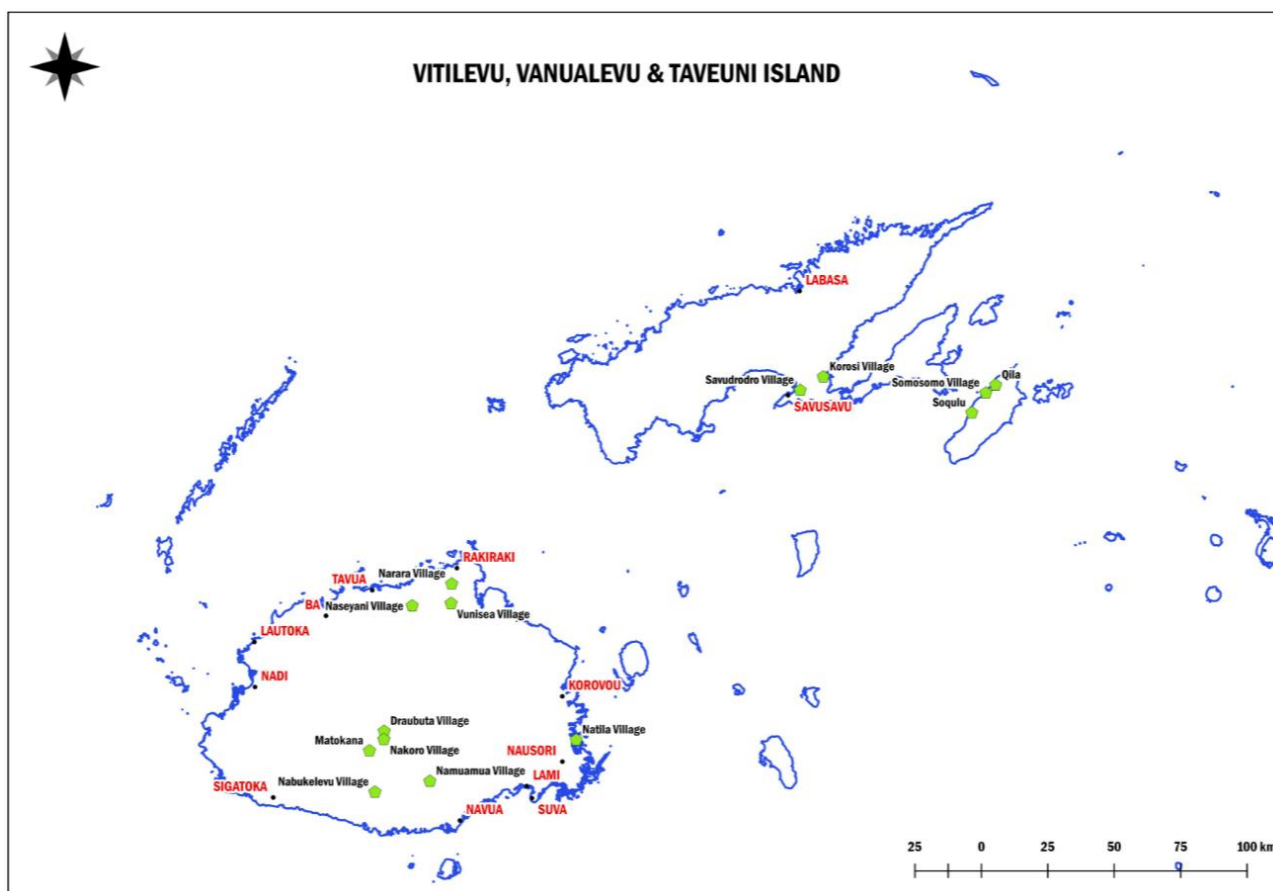 VITILEVU, VANUALEVU & TAVEUNI ISLAND
LABASA
Korosi Village
Savudrodro Village
SAVUSAVU
Somosomo Village
Qila
Soqulu
RAKIRAKI
Narara Village
TAVUA
BA
Naseyani Village
Vunisea Village
LAUTOKA
NADI
KOROVOU
Draubuta Village
Natila Village
Matokana
Nakoro Village
NAUSORI
Namuamua Village
LAMI
Nabukelevu Village
SIGATOKA
NAVUA
SUVA
25 0 25 50 75 100 km